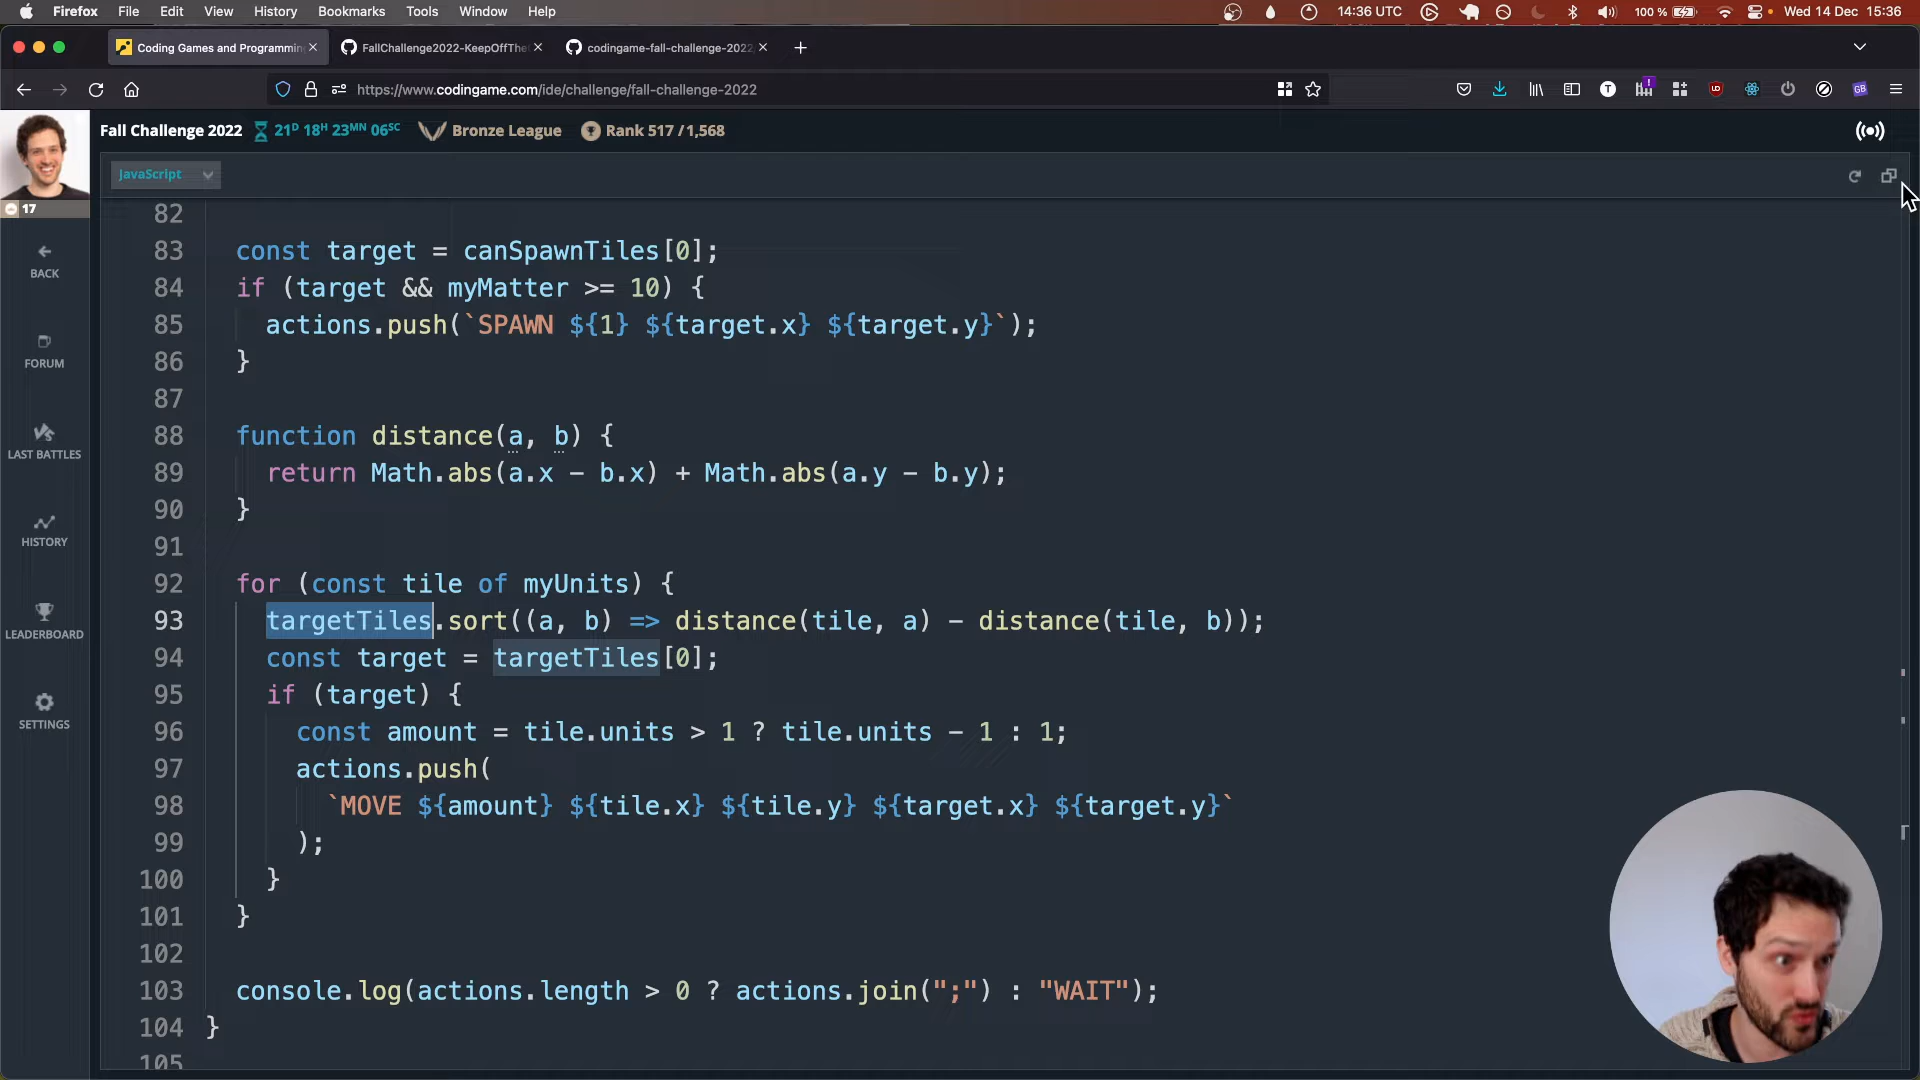 Firefox File Edit View History Bookmarks Tools Window Help 14:36 UTC 100 % Wed 14 Dec 15:36
Coding Games and Programmin FallChallenge2022-KeepOffThe codingame-fall-challenge-2022
https://www.codingame.com/ide/challenge/fall-challenge-2022
Fall Challenge 2022 21D 18H 23MN 06SC Bronze League Rank 517 / 1,568
JavaScript
17
BACK
FORUM
LAST BATTLES
HISTORY
LEADERBOARD
SETTINGS
82
83 const target = canSpawnTiles[0];
84 if (target && myMatter >= 10) {
85 actions.push(`SPAWN ${1} ${target.x} ${target.y}`);
86 }
87
88 function distance(a, b) {
89 return Math.abs(a.x - b.x) + Math.abs(a.y - b.y);
90 }
91
92 for (const tile of myUnits) {
93 targetTiles.sort((a, b) => distance(tile, a) - distance(tile, b));
94 const target = targetTiles[0];
95 if (target) {
96 const amount = tile.units > 1 ? tile.units - 1 : 1;
97 actions.push(
98 `MOVE ${amount} ${tile.x} ${tile.y} ${target.x} ${target.y}`
99 );
100 }
101 }
102
103 console.log(actions.length > 0 ? actions.join(";") : "WAIT");
104 }
105